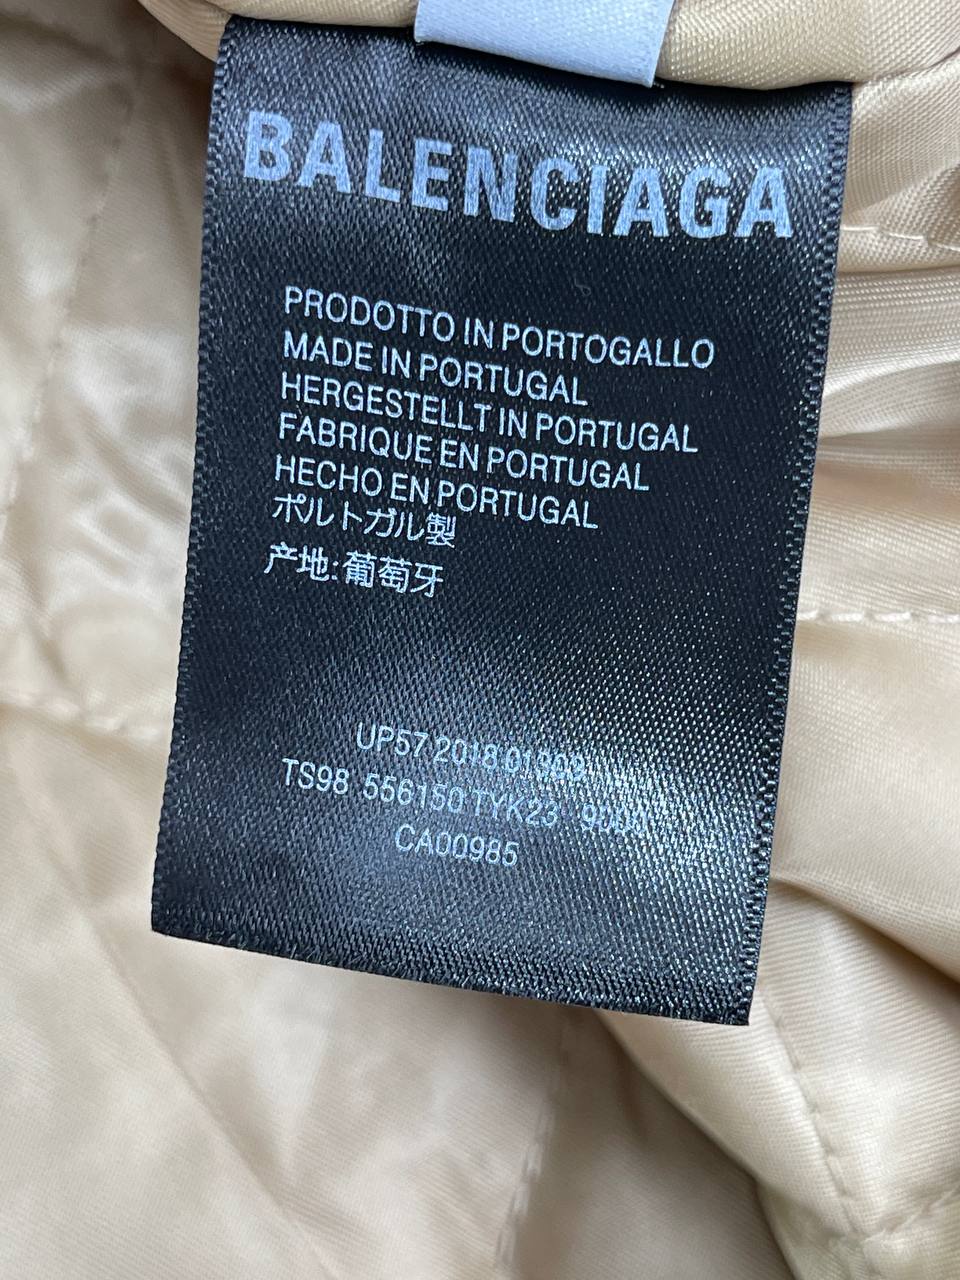 BALENCIAGA
PRODOTTO IN PORTOGALLO
MADE IN PORTUGAL
HERGESTELLT IN PORTUGAL
FABRIQUE EN PORTUGAL
HECHO EN PORTUGAL
ポルトガル製
产地:葡萄牙
UP57 2018
TS98 556150 TYK23
CA00985